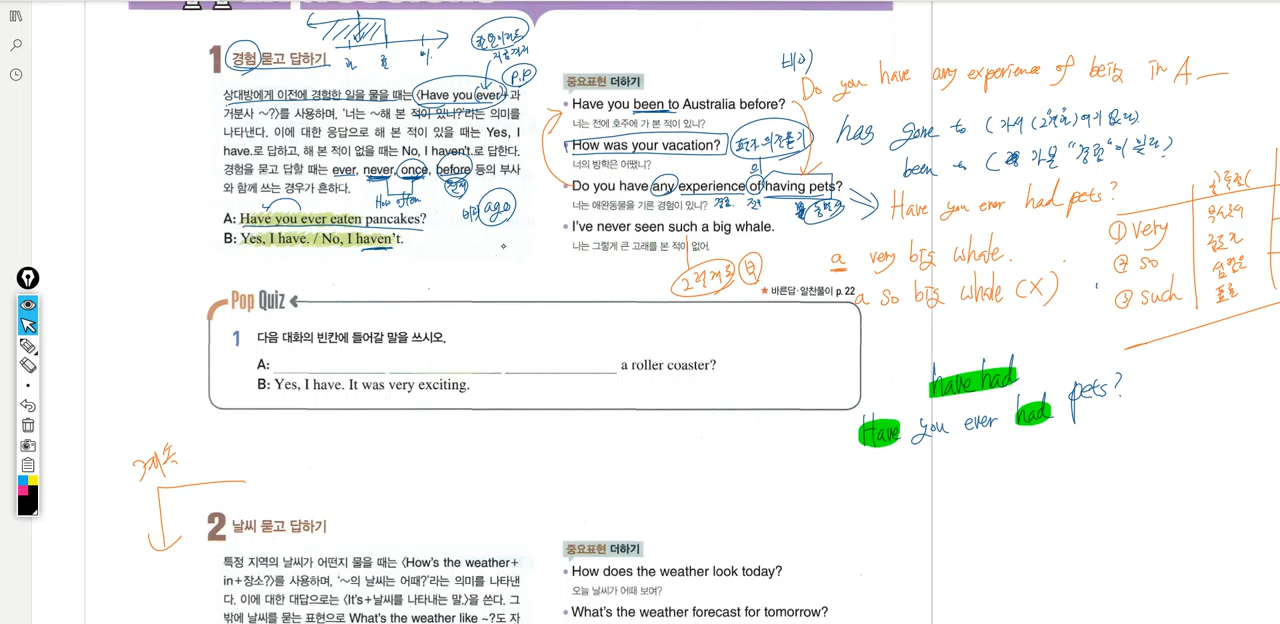 1 경험 묻고 답하기
상대방에게 이전에 경험한 일을 물을 때는 〈Have you ever+과
거분사 ~?〉를 사용하며, '너는 ~해 본 적이 있니?'라는 의미를
나타낸다. 이에 대한 응답으로 해 본 적이 있을 때는 Yes, I
have.로 답하고, 해 본 적이 없을 때는 No, I haven't.로 답한다.
경험을 묻고 답할 때는 ever, never, once, before 등의 부사
와 함께 쓰는 경우가 흔하다.
How often
ago
P.P
A: Have you ever eaten pancakes?
B: Yes, I have. / No, I haven't.
중요표현 더하기
• Have you been to Australia before?
너는 전에 호주에 가 본 적이 있니?
• How was your vacation?
너의 방학은 어땠니?
• Do you have any experience of having pets?
너는 애완동물을 기른 경험이 있니?
• I've never seen such a big whale.
나는 그렇게 큰 고래를 본 적이 없어.
★ 바른답·알찬풀이 p. 22
Do you have any experience of being in A
has gone to
been to
Have you ever had pets?
a very big whale.
a so big whale (X)
① very
② so
③ such
have had
Have you ever had pets?
Pop Quiz
1 다음 대화의 빈칸에 들어갈 말을 쓰시오.
A: ______ ______ ______ a roller coaster?
B: Yes, I have. It was very exciting.
2 날씨 묻고 답하기
특정 지역의 날씨가 어떤지 물을 때는 〈How's the weather+
in+장소?〉를 사용하며, '~의 날씨는 어때?'라는 의미를 나타낸
다. 이에 대한 대답으로는 〈It's+날씨를 나타내는 말.〉을 쓴다. 그
밖에 날씨를 묻는 표현으로 What's the weather like ~?도 자
중요표현 더하기
• How does the weather look today?
오늘 날씨가 어때 보여?
• What's the weather forecast for tomorrow?